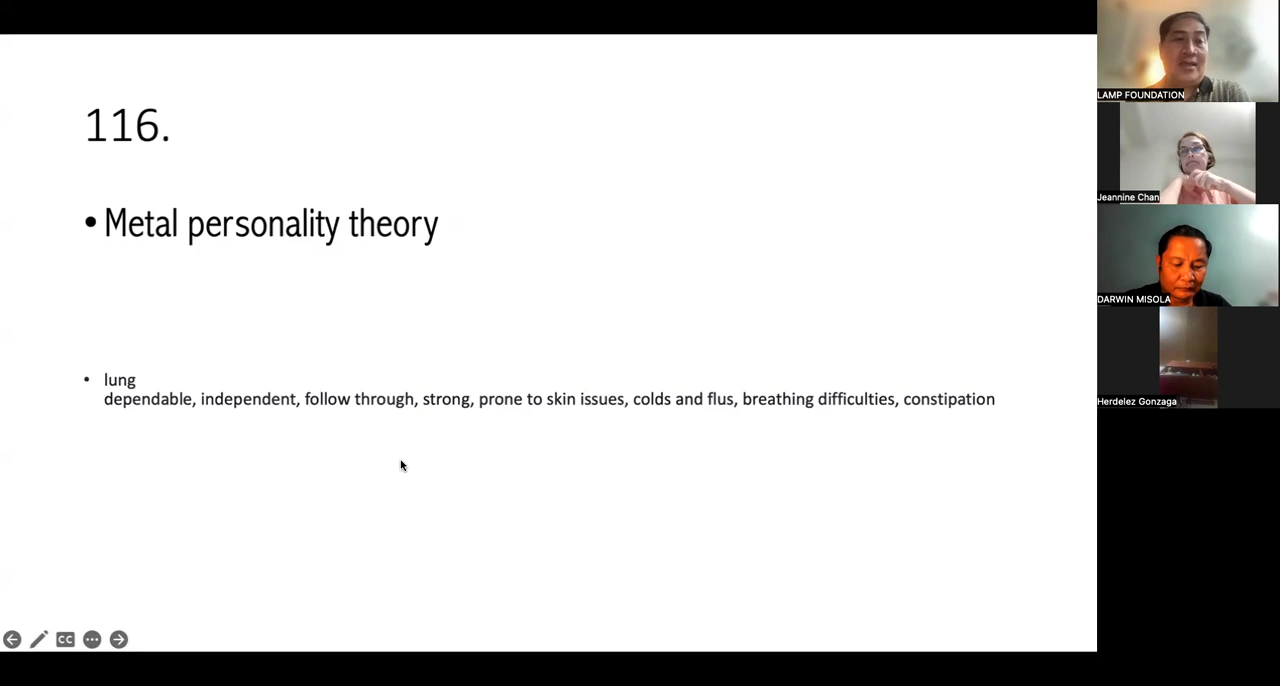 116.
• Metal personality theory
• lung
dependable, independent, follow through, strong, prone to skin issues, colds and flus, breathing difficulties, constipation
CC
LAMP FOUNDATION
Jeannine Chan
DARWIN MISOLA
Herdelez Gonzaga